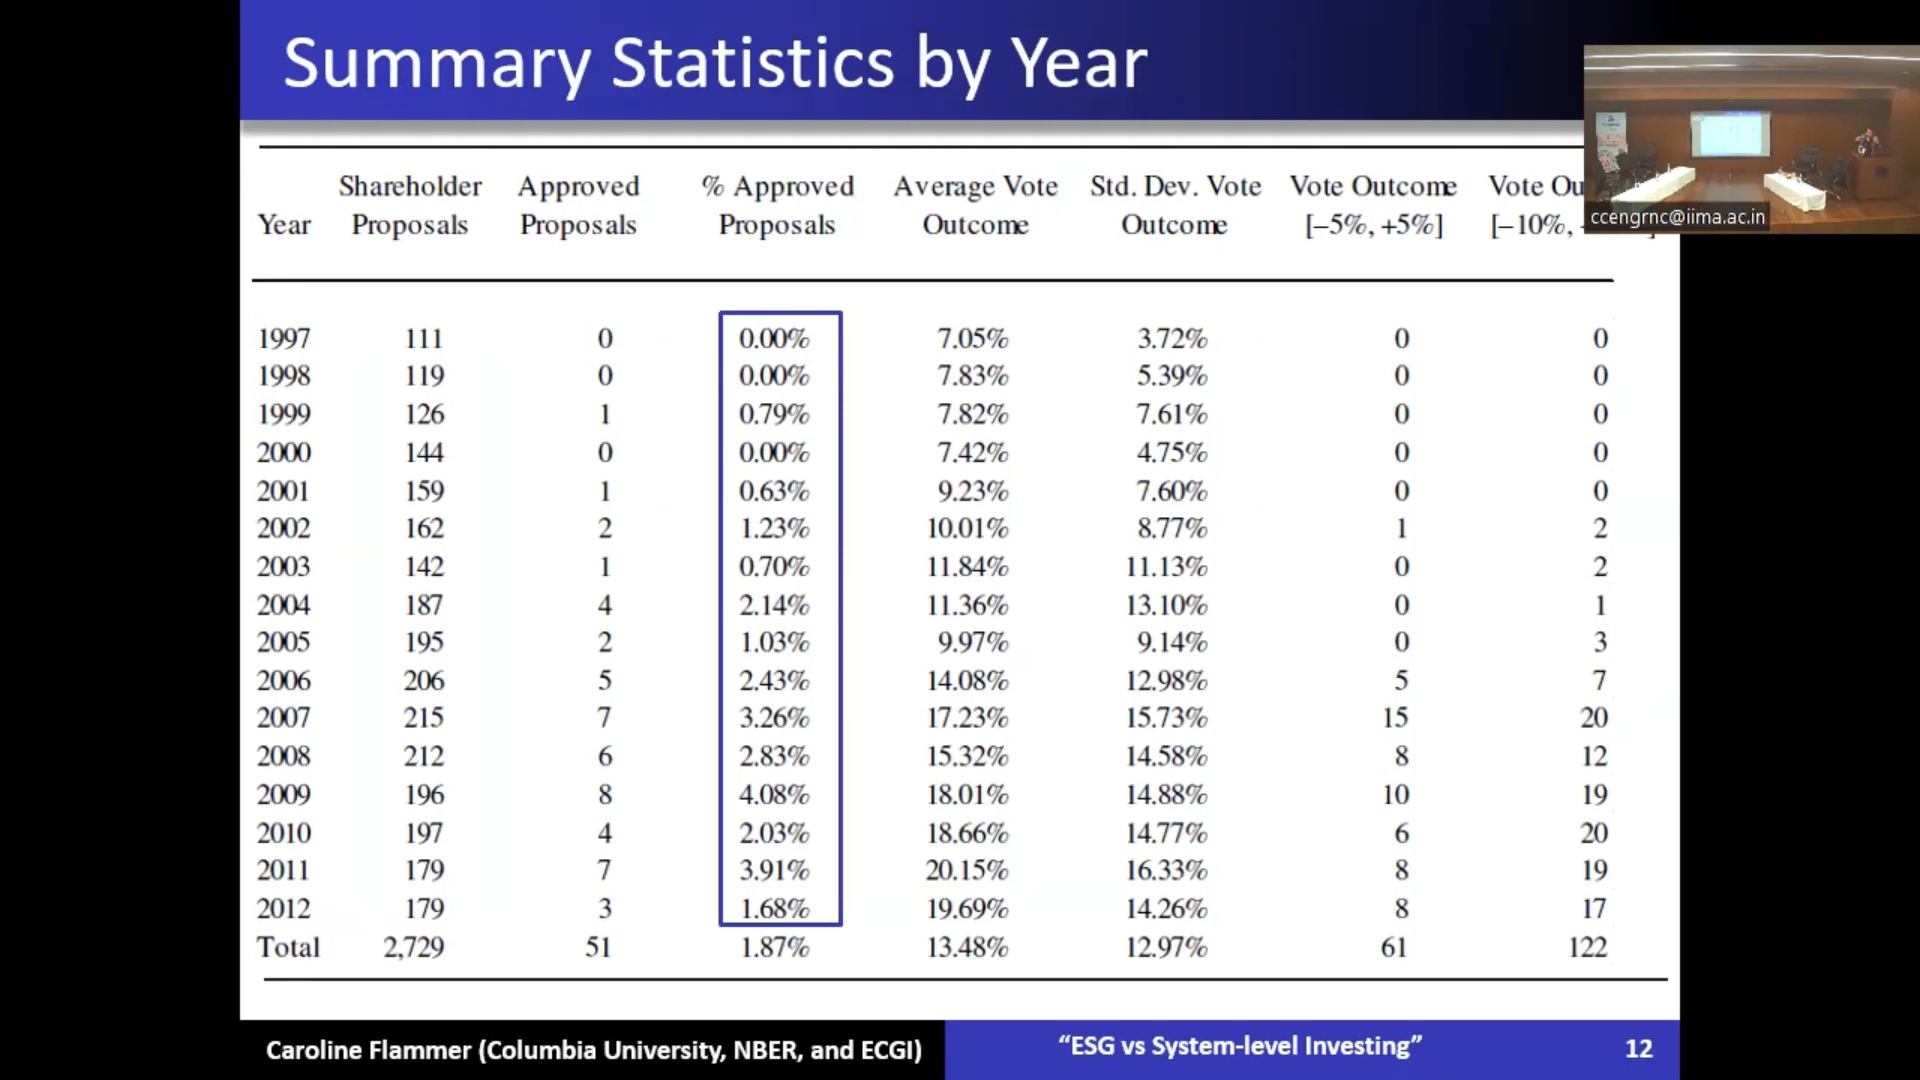 Summary Statistics by Year
Year Shareholder Proposals Approved Proposals % Approved Proposals Average Vote Outcome Std. Dev. Vote Outcome Vote Outcome [–5%, +5%] Vote [–10%,
1997 111 0 0.00% 7.05% 3.72% 0 0
1998 119 0 0.00% 7.83% 5.39% 0 0
1999 126 1 0.79% 7.82% 7.61% 0 0
2000 144 0 0.00% 7.42% 4.75% 0 0
2001 159 1 0.63% 9.23% 7.60% 0 0
2002 162 2 1.23% 10.01% 8.77% 1 2
2003 142 1 0.70% 11.84% 11.13% 0 2
2004 187 4 2.14% 11.36% 13.10% 0 1
2005 195 2 1.03% 9.97% 9.14% 0 3
2006 206 5 2.43% 14.08% 12.98% 5 7
2007 215 7 3.26% 17.23% 15.73% 15 20
2008 212 6 2.83% 15.32% 14.58% 8 12
2009 196 8 4.08% 18.01% 14.88% 10 19
2010 197 4 2.03% 18.66% 14.77% 6 20
2011 179 7 3.91% 20.15% 16.33% 8 19
2012 179 3 1.68% 19.69% 14.26% 8 17
Total 2,729 51 1.87% 13.48% 12.97% 61 122
ccengrnc@iima.ac.in
Caroline Flammer (Columbia University, NBER, and ECGI)
“ESG vs System-level Investing”
12